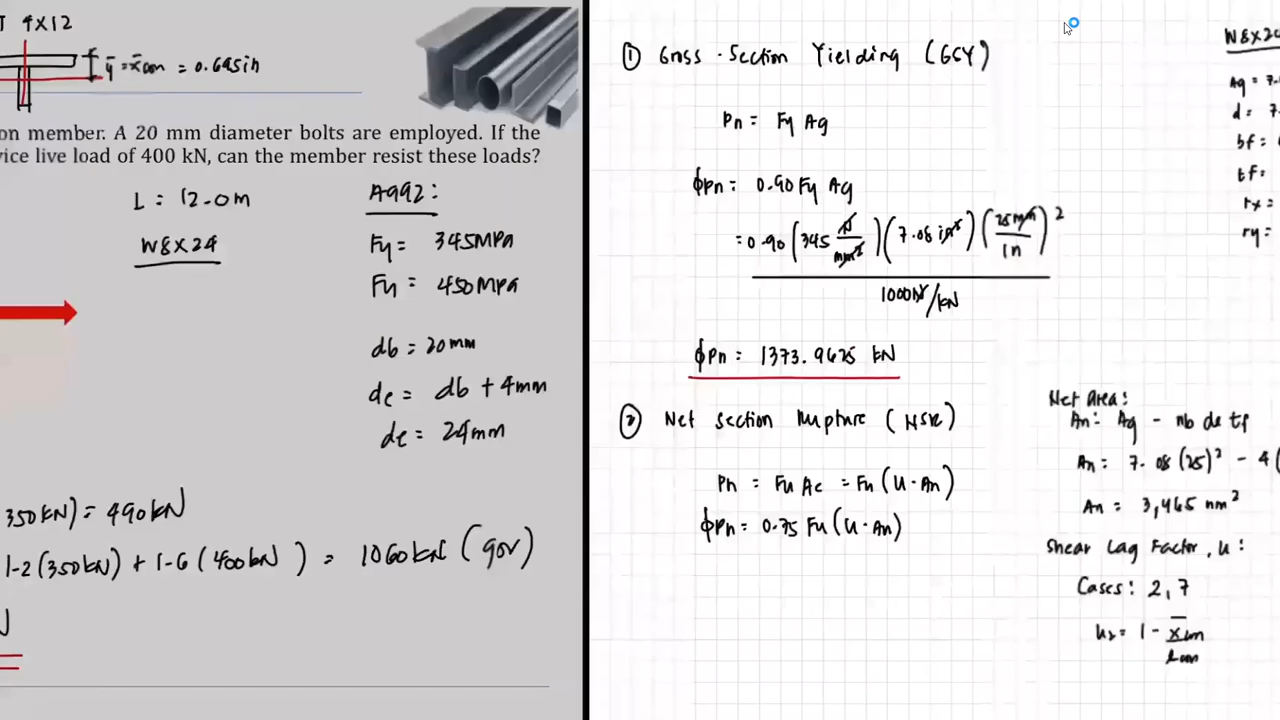 T 4X12
ȳ = x̄con = 0.695in
on member. A 20 mm diameter bolts are employed. If the
vice live load of 400 kN, can the member resist these loads?
L = 12.0m
W8X24
A992:
Fy = 345MPa
Fu = 450MPa
db = 20mm
de = db + 4mm
de = 24mm
350kN) = 490kN
1.2(350kN) + 1.6(400kN) = 1060kN (gov)
N
① Gross-Section Yielding (GSY)
Pn = Fy Ag
ϕPn = 0.90 Fy Ag
= 0.90 (345 N/mm²)(7.08 in²)(25mm/1n)²
1000N/kN
ϕPn = 1373.9625 kN
② Net Section Rupture (NSR)
Pn = Fu Ae = Fu (U·An)
ϕPn = 0.75 Fu (U·An)
W8X24
Ag = 7.
d = 7.
bf =
tf =
rx =
ry =
Net Area:
An: Ag - nb de tf
An = 7.08(25)² - 4(
An = 3,465 mm²
Shear Lag Factor, U:
Cases: 2, 7
U2 = 1 - x̄con/lcon